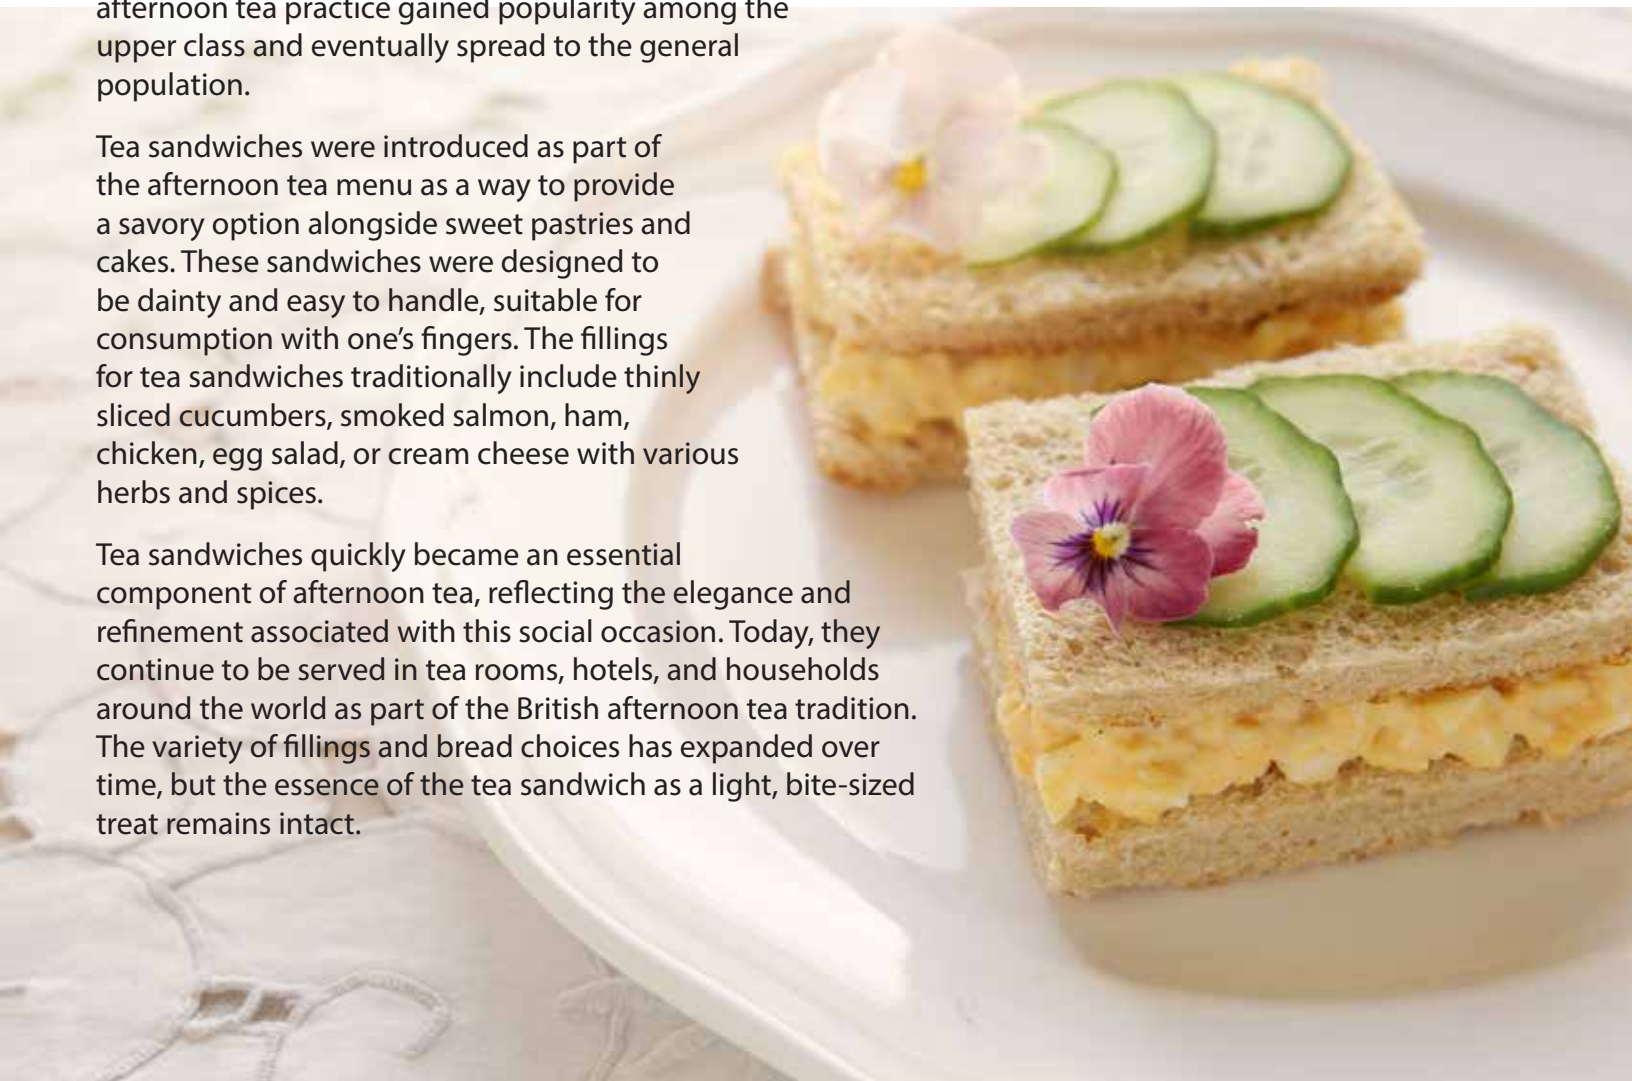 afternoon tea practice gained popularity among the
upper class and eventually spread to the general
population.
Tea sandwiches were introduced as part of
the afternoon tea menu as a way to provide
a savory option alongside sweet pastries and
cakes. These sandwiches were designed to
be dainty and easy to handle, suitable for
consumption with one’s fingers. The fillings
for tea sandwiches traditionally include thinly
sliced cucumbers, smoked salmon, ham,
chicken, egg salad, or cream cheese with various
herbs and spices.
Tea sandwiches quickly became an essential
component of afternoon tea, reflecting the elegance and
refinement associated with this social occasion. Today, they
continue to be served in tea rooms, hotels, and households
around the world as part of the British afternoon tea tradition.
The variety of fillings and bread choices has expanded over
time, but the essence of the tea sandwich as a light, bite-sized
treat remains intact.